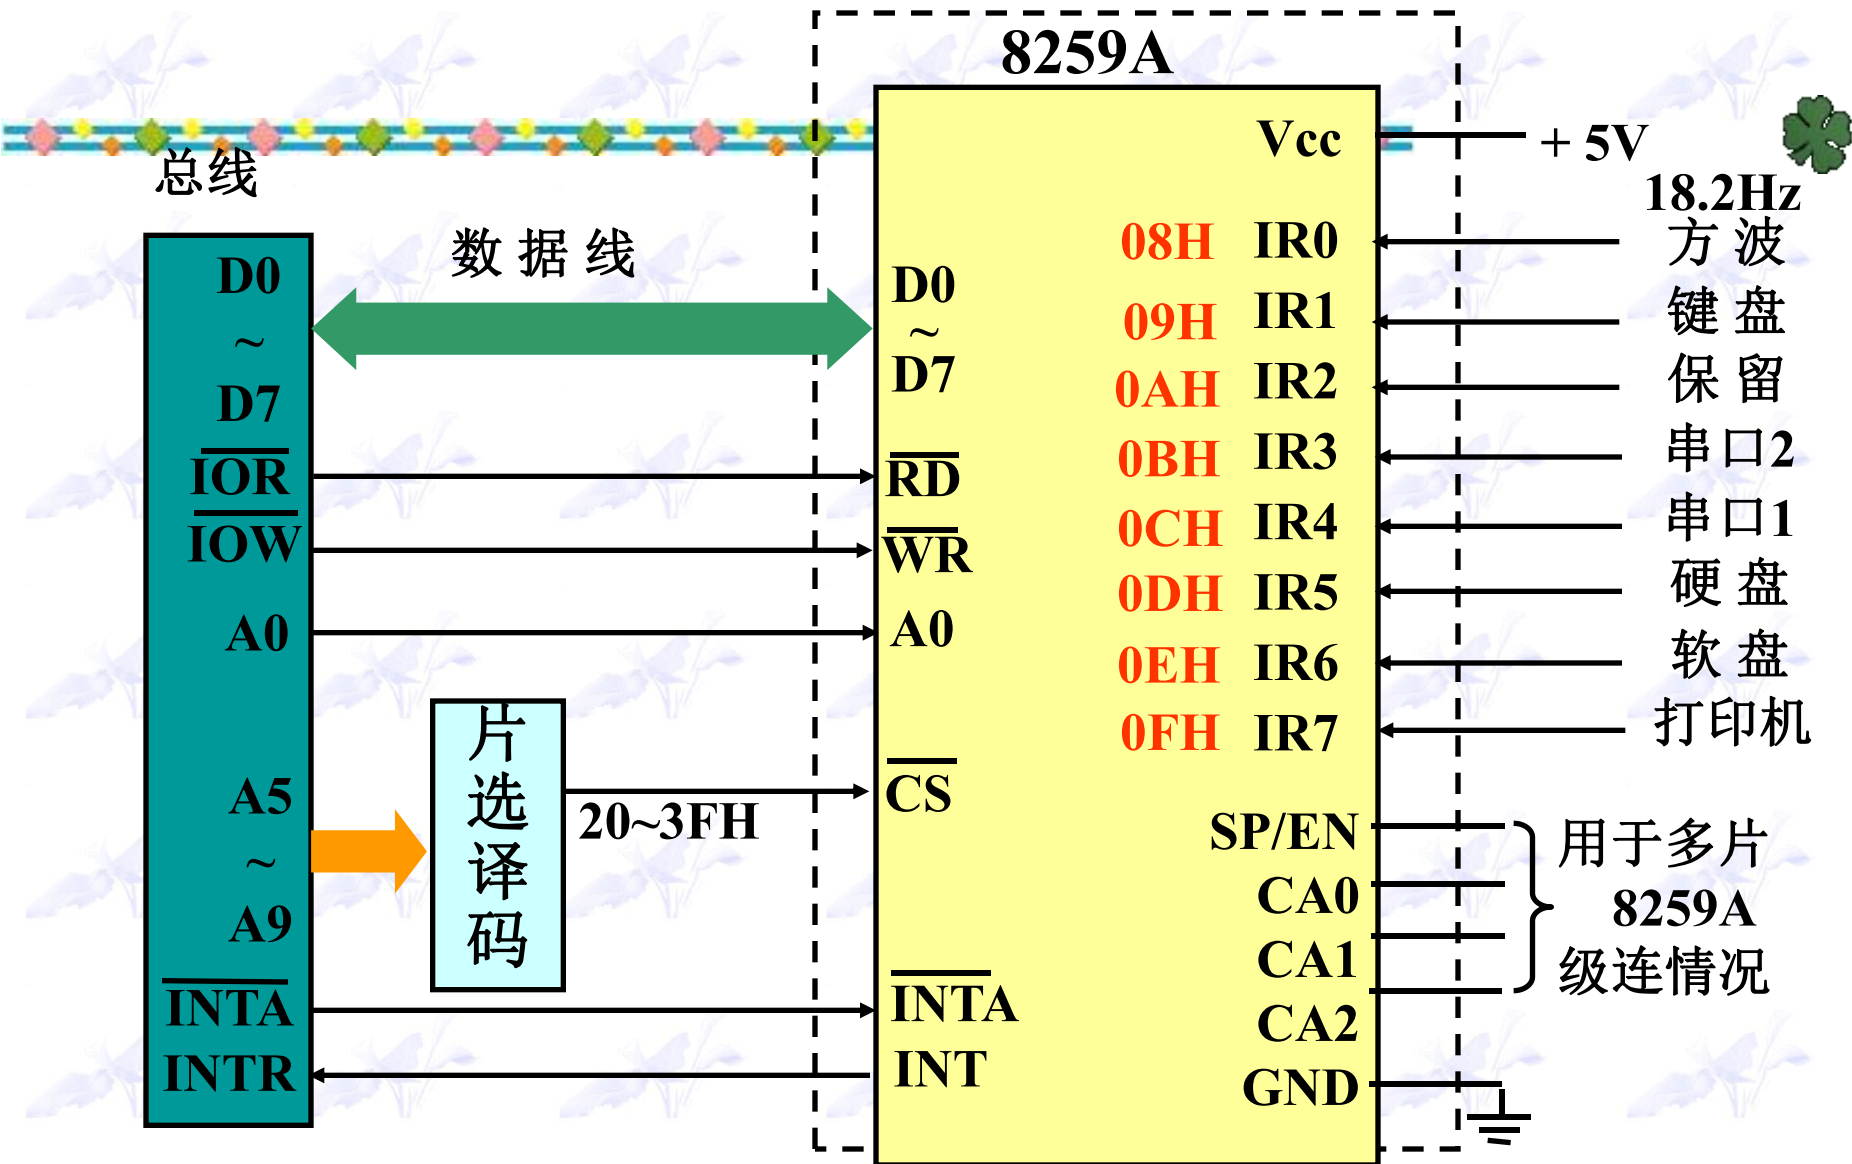 8259A
总线
数据线
D0
~
D7
IOR
IOW
A0
A5
~
A9
INTA
INTR
片选译码
20~3FH
D0
~
D7
RD
WR
A0
CS
INTA
INT
Vcc
+ 5V
18.2Hz
08H IR0 方波
09H IR1 键盘
0AH IR2 保留
0BH IR3 串口2
0CH IR4 串口1
0DH IR5 硬盘
0EH IR6 软盘
0FH IR7 打印机
SP/EN
CA0
CA1
CA2
GND
用于多片
8259A
级连情况